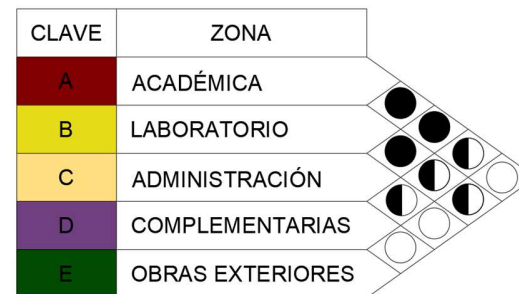 CLAVE ZONA
A ACADÉMICA
B LABORATORIO
C ADMINISTRACIÓN
D COMPLEMENTARIAS
E OBRAS EXTERIORES